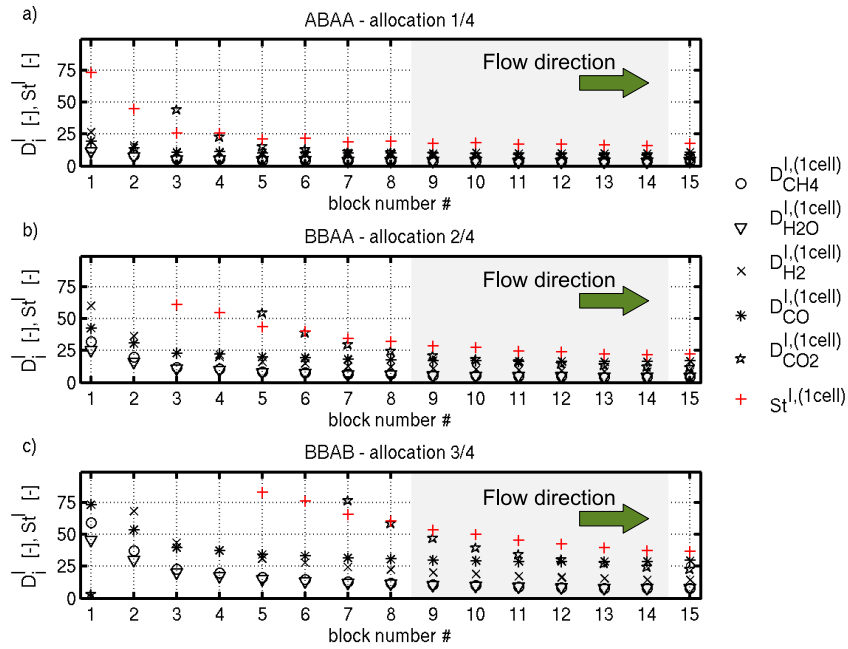 a)
ABAA - allocation 1/4
D_i^I [-], St^I [-]
75
50
25
0
Flow direction
1 2 3 4 5 6 7 8 9 10 11 12 13 14 15
block number #
b)
BBAA - allocation 2/4
D_i^I [-], St^I [-]
75
50
25
0
Flow direction
1 2 3 4 5 6 7 8 9 10 11 12 13 14 15
block number #
c)
BBAB - allocation 3/4
D_i^I [-], St^I [-]
75
50
25
0
Flow direction
1 2 3 4 5 6 7 8 9 10 11 12 13 14 15
block number #
D_CH4^I,(1cell)
D_H2O^I,(1cell)
D_H2^I,(1cell)
D_CO^I,(1cell)
D_CO2^I,(1cell)
St^I,(1cell)